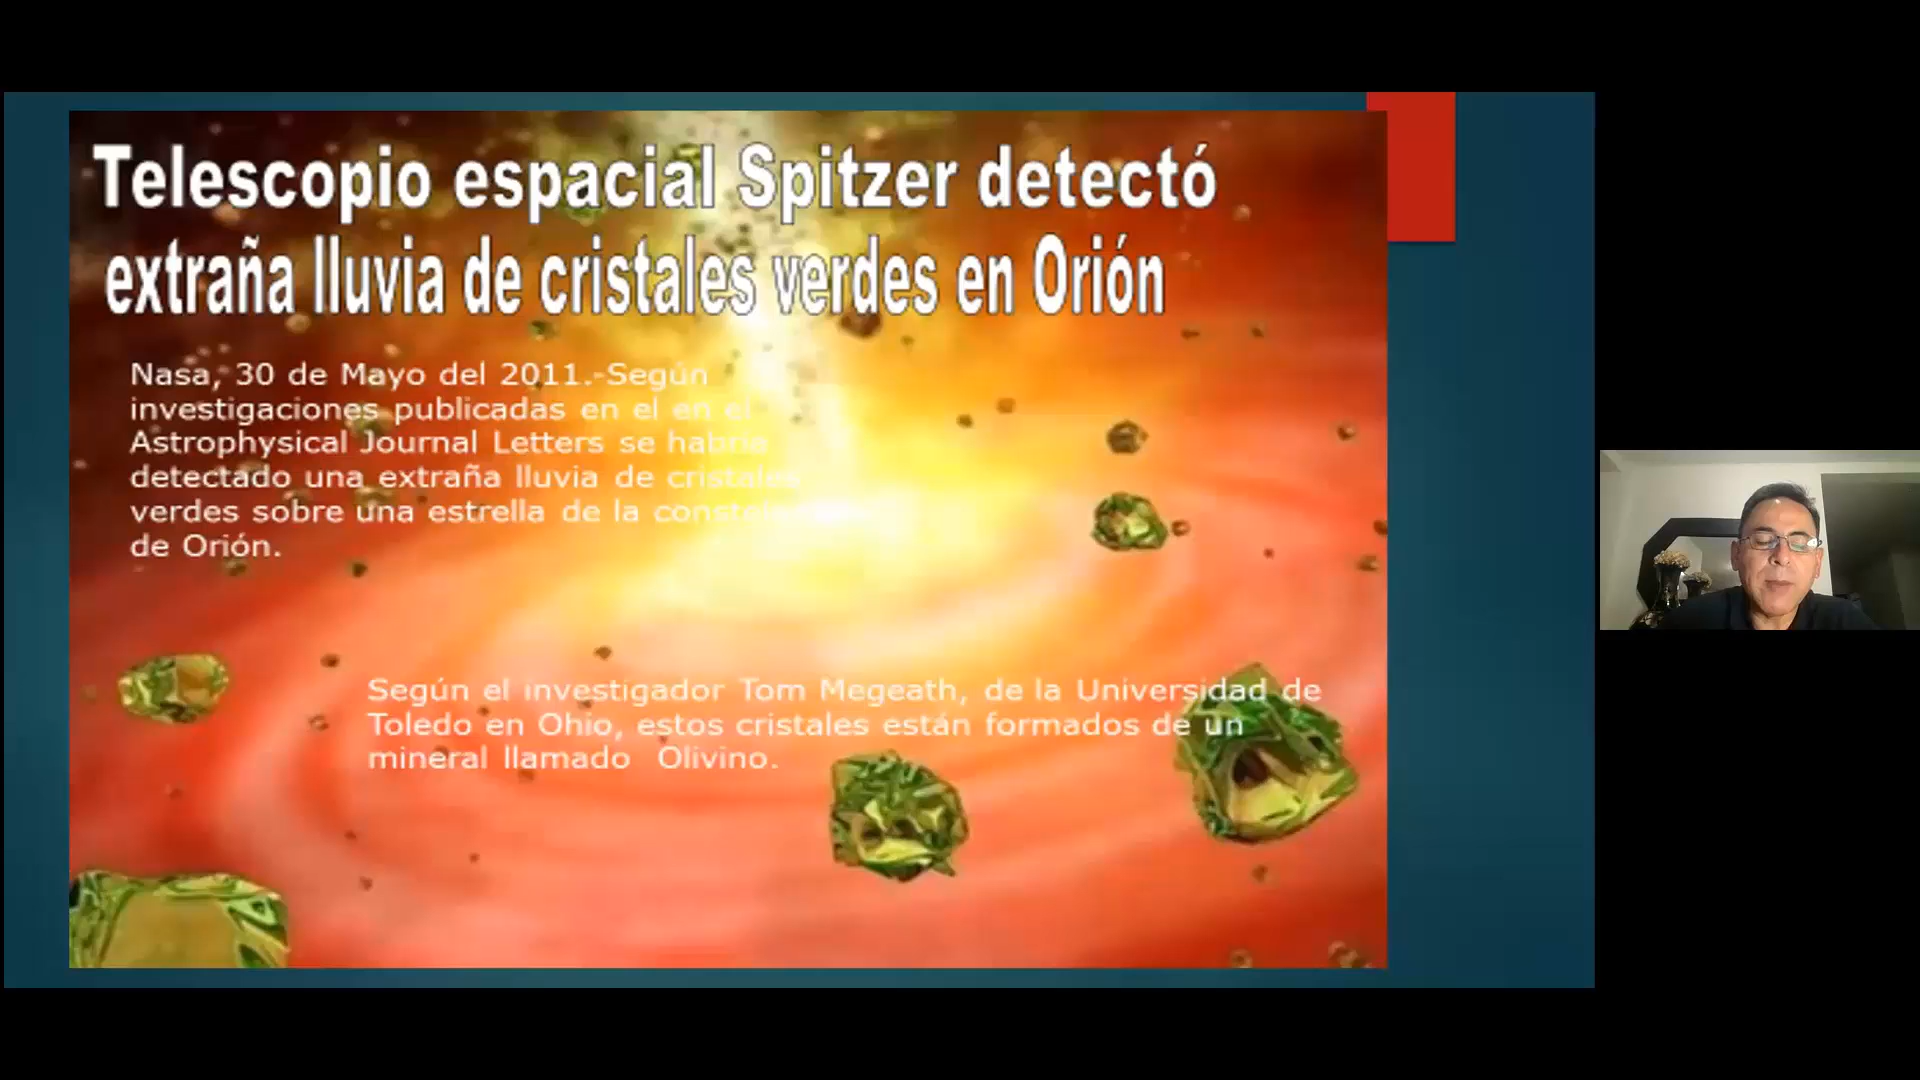 Telescopio espacial Spitzer detectó
extraña lluvia de cristales verdes en Orión
Nasa, 30 de Mayo del 2011.-Según
investigaciones publicadas en el en el
Astrophysical Journal Letters se habría
detectado una extraña lluvia de cristales
verdes sobre una estrella de la
de Orión.
Según el investigador Tom Megeath, de la Universidad de
Toledo en Ohio, estos cristales están formados de un
mineral llamado Olivino.